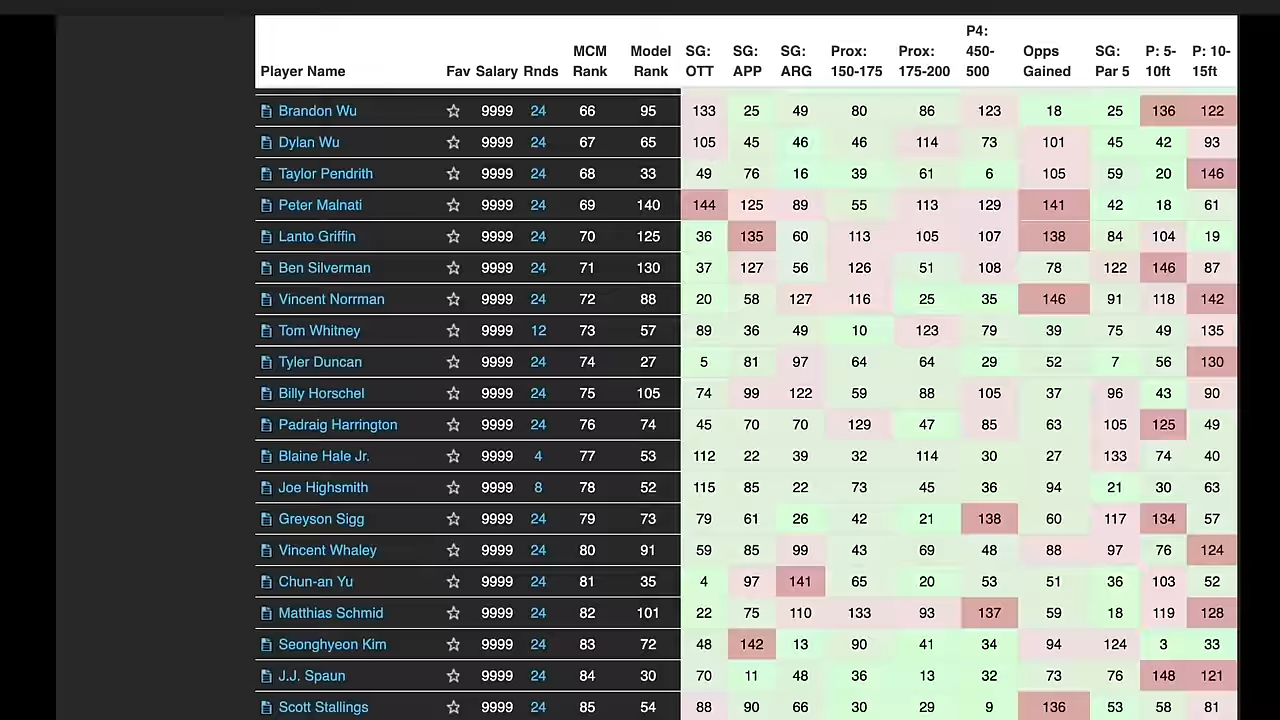 P4:
MCM Model SG: SG: SG: Prox: Prox: 450- Opps SG: P: 5- P: 10-
Player Name Fav Salary Rnds Rank Rank OTT APP ARG 150-175 175-200 500 Gained Par 5 10ft 15ft
Brandon Wu 9999 24 66 95 133 25 49 80 86 123 18 25 136 122
Dylan Wu 9999 24 67 65 105 45 46 46 114 73 101 45 42 93
Taylor Pendrith 9999 24 68 33 49 76 16 39 61 6 105 59 20 146
Peter Malnati 9999 24 69 140 144 125 89 55 113 129 141 42 18 61
Lanto Griffin 9999 24 70 125 36 135 60 113 105 107 138 84 104 19
Ben Silverman 9999 24 71 130 37 127 56 126 51 108 78 122 146 87
Vincent Norrman 9999 24 72 88 20 58 127 116 25 35 146 91 118 142
Tom Whitney 9999 12 73 57 89 36 49 10 123 79 39 75 49 135
Tyler Duncan 9999 24 74 27 5 81 97 64 64 29 52 7 56 130
Billy Horschel 9999 24 75 105 74 99 122 59 88 105 37 96 43 90
Padraig Harrington 9999 24 76 74 45 70 70 129 47 85 63 105 125 49
Blaine Hale Jr. 9999 4 77 53 112 22 39 32 114 30 27 133 74 40
Joe Highsmith 9999 8 78 52 115 85 22 73 45 36 94 21 30 63
Greyson Sigg 9999 24 79 73 79 61 26 42 21 138 60 117 134 57
Vincent Whaley 9999 24 80 91 59 85 99 43 69 48 88 97 76 124
Chun-an Yu 9999 24 81 35 4 97 141 65 20 53 51 36 103 52
Matthias Schmid 9999 24 82 101 22 75 110 133 93 137 59 18 119 128
Seonghyeon Kim 9999 24 83 72 48 142 13 90 41 34 94 124 3 33
J.J. Spaun 9999 24 84 30 70 11 48 36 13 32 73 76 148 121
Scott Stallings 9999 24 85 54 88 90 66 30 29 9 136 53 58 81